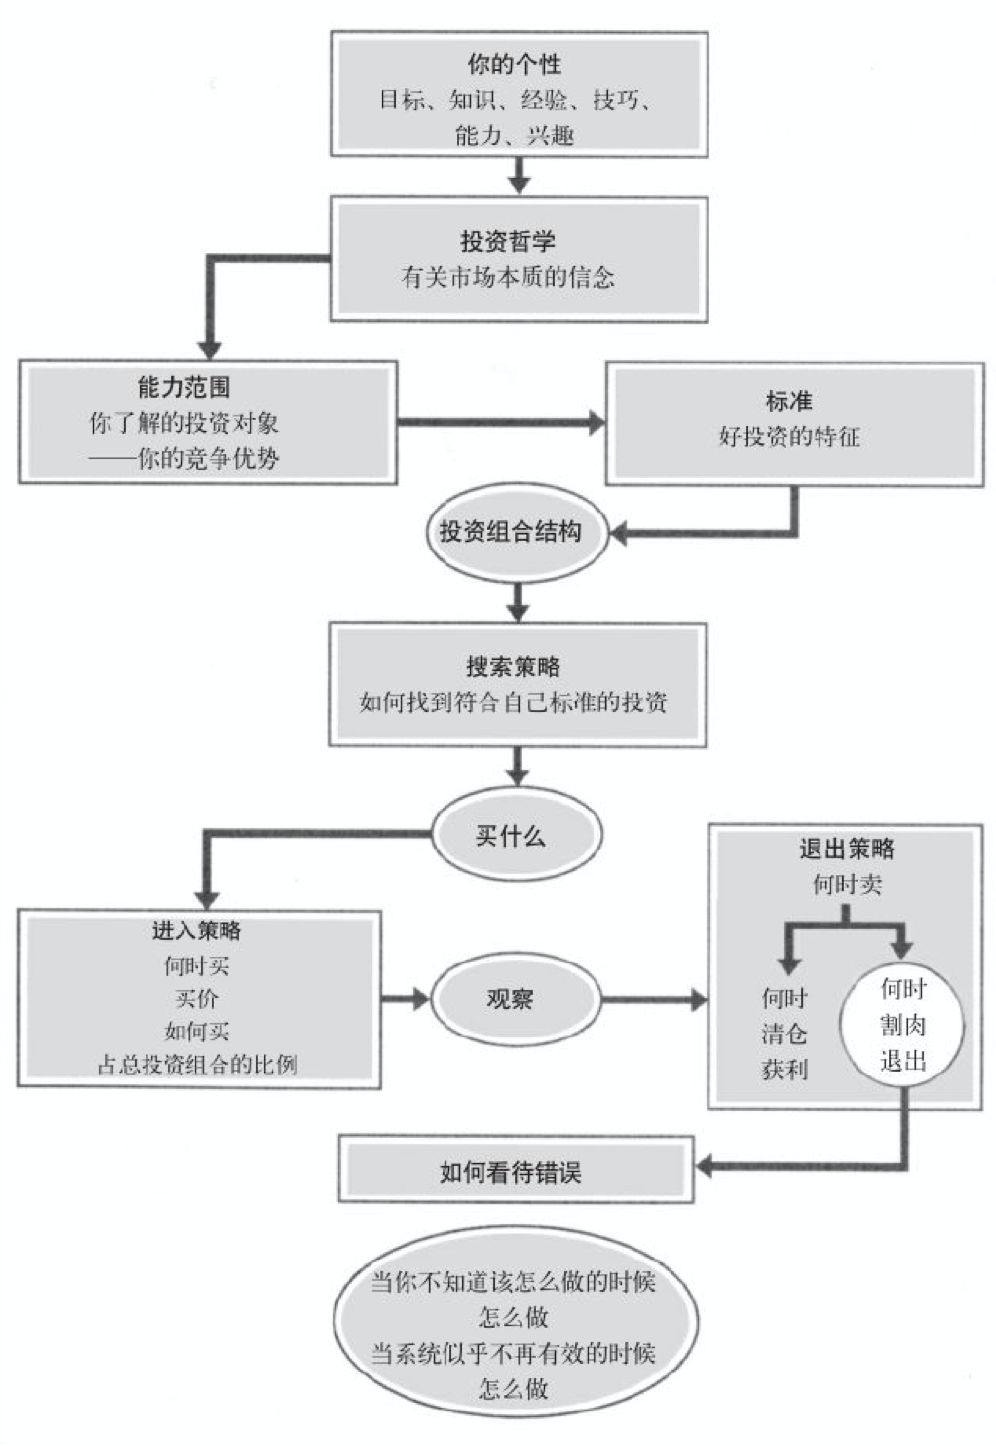 你的个性
目标、知识、经验、技巧、
能力、兴趣
投资哲学
有关市场本质的信念
能力范围
你了解的投资对象
——你的竞争优势
标准
好投资的特征
投资组合结构
搜索策略
如何找到符合自己标准的投资
买什么
进入策略
何时买
买价
如何买
占总投资组合的比例
观察
退出策略
何时卖
何时
清仓
获利
何时
割肉
退出
如何看待错误
当你不知道该怎么做的时候
怎么做
当系统似乎不再有效的时候
怎么做